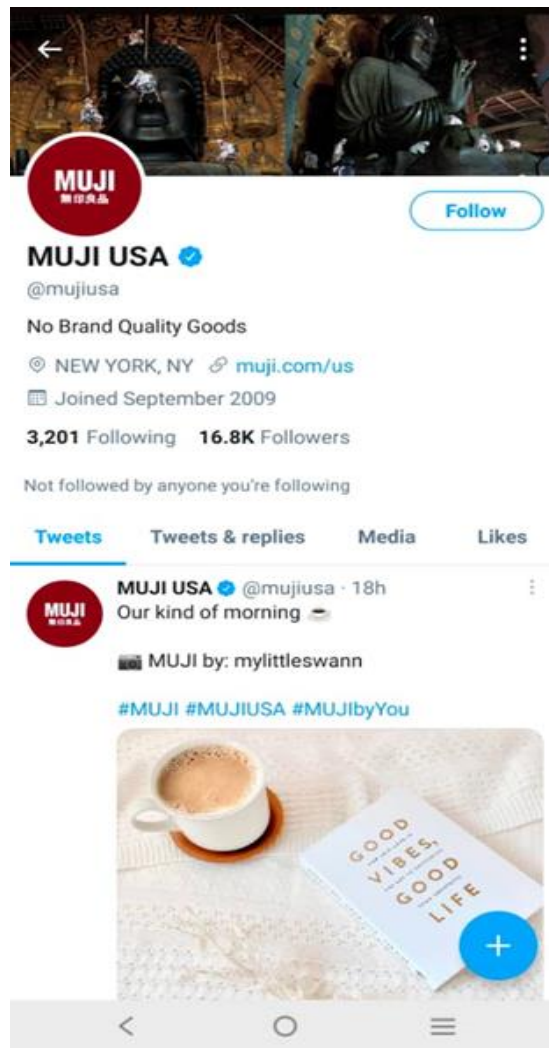 MUJI
無印良品
Follow
MUJI USA
@mujiusa
No Brand Quality Goods
NEW YORK, NY muji.com/us
Joined September 2009
3,201 Following 16.8K Followers
Not followed by anyone you're following
Tweets Tweets & replies Media Likes
MUJI
無印良品
MUJI USA @mujiusa · 18h
Our kind of morning ☕
📷 MUJI by: mylittleswann
#MUJI #MUJIUSA #MUJIbyYou
GOOD
VIBES,
GOOD
LIFE